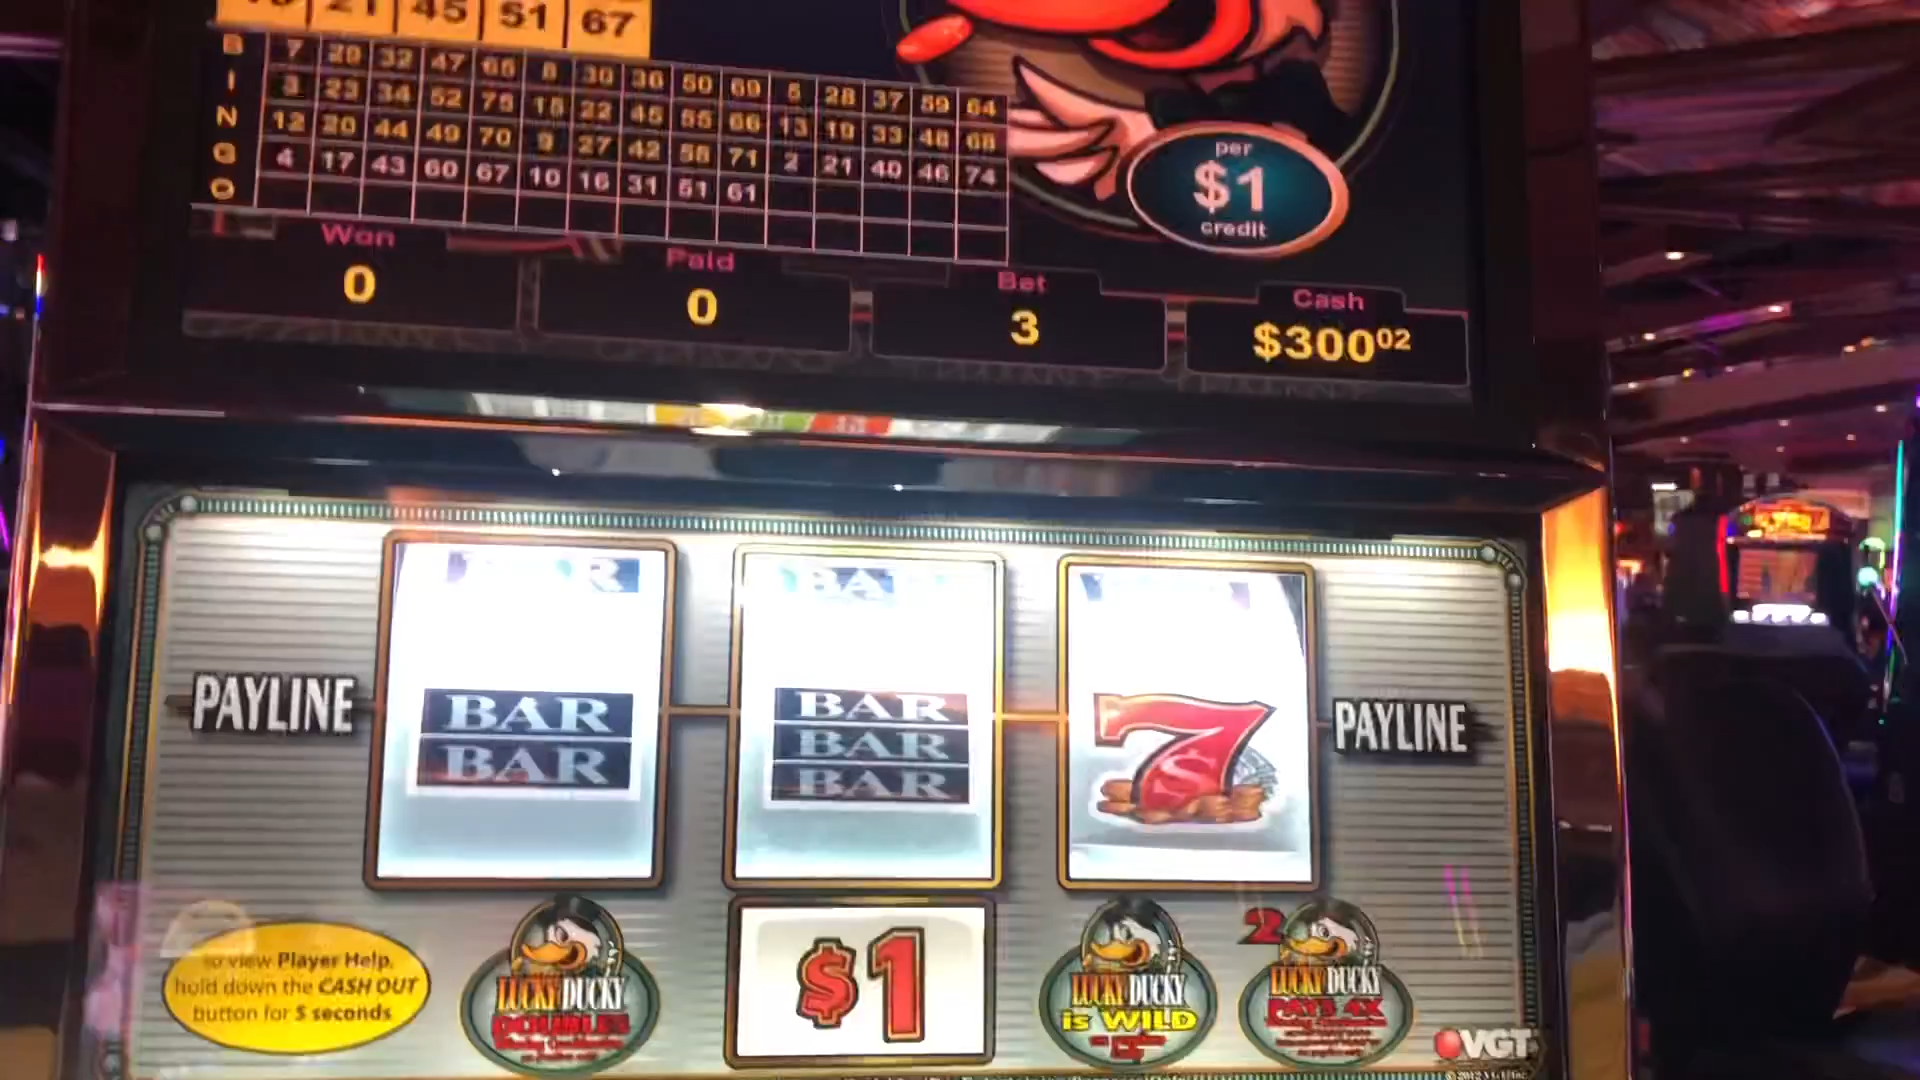 21 45 51 67
B 7 20 32 47 65 8 30 36 50 69 5 28 37 59 64
I 3 23 34 52 75 15 22 45 55 66 13 19 33 48 68
N 12 20 44 49 70 9 27 42 58 71 2 21 40 46 74
G 4 17 43 60 67 10 16 31 51 61
O
per
$1
credit
Won
0
Paid
0
Bet
3
Cash
$300 02
BAR
BAR
PAYLINE
BAR
BAR
BAR
BAR
BAR
7
$
PAYLINE
to view Player Help,
hold down the CASH OUT
button for 5 seconds
LUCKY DUCKY
DOUBLES
$1
LUCKY DUCKY
is WILD
2
LUCKY DUCKY
PAYS 4X
VGT